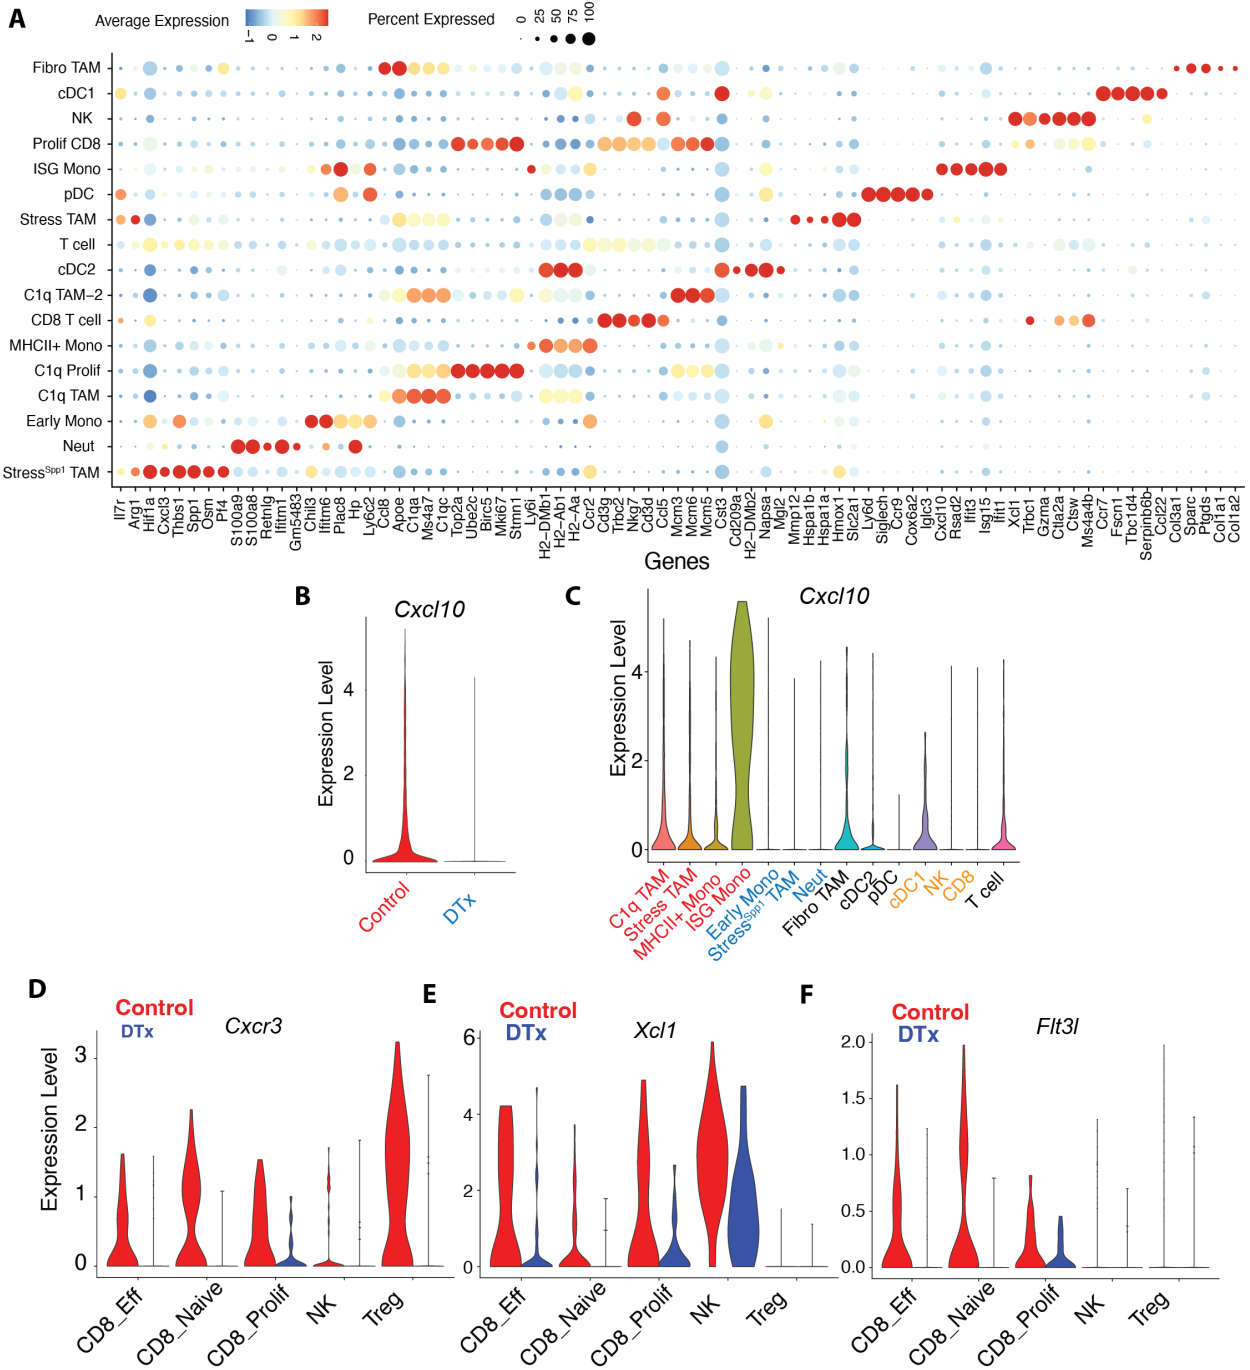 A
Average Expression
−1 0 1 2
Percent Expressed
0 25 50 75 100
Fibro TAM
cDC1
NK
Prolif CD8
ISG Mono
pDC
Stress TAM
T cell
cDC2
C1q TAM−2
CD8 T cell
MHCII+ Mono
C1q Prolif
C1q TAM
Early Mono
Neut
StressSpp1 TAM
Il7r Arg1 Hif1a Cxcl3 Thbs1 Spp1 Osm Pf4 S100a9 S100a8 Retnlg Ifitm1 Gm5483 Chil3 Ifitm6 Plac8 Hp Ly6c2 Ccl8 Apoe C1qa Ms4a7 C1qc Top2a Ube2c Birc5 Mki67 Stmn1 Ly6i H2−DMb1 H2−Ab1 H2−Aa Ccr2 Cd3g Trbc2 Nkg7 Cd3d Ccl5 Mcm3 Mcm6 Mcm5 Cst3 Cd209a H2−DMb2 Napsa Mgl2 Mmp12 Hspa1b Hspa1a Hmox1 Slc2a1 Ly6d Siglech Ccr9 Cox6a2 Iglc3 Cxcl10 Rsad2 Ifit3 Isg15 Ifit1 Xcl1 Trbc1 Gzma Ctla2a Ctsw Ms4a4b Ccr7 Fscn1 Tbc1d4 Serpinb6b Ccl22 Col3a1 Sparc Ptgds Col1a1 Col1a2
Genes
B
Cxcl10
Expression Level
4
2
0
Control
DTx
C
Cxcl10
Expression Level
4
2
0
C1q TAM
Stress TAM
MHCII+ Mono
ISG Mono
Early Mono
StressSpp1 TAM
Neut
Fibro TAM
cDC2
pDC
cDC1
NK
CD8
T cell
D
Control
DTx
Cxcr3
Expression Level
3
2
1
0
CD8_Eff
CD8_Naive
CD8_Prolif
NK
Treg
E
Control
DTx
Xcl1
6
4
2
0
CD8_Eff
CD8_Naive
CD8_Prolif
NK
Treg
F
Control
DTx
Flt3l
2.0
1.5
1.0
0.5
0.0
CD8_Eff
CD8_Naive
CD8_Prolif
NK
Treg